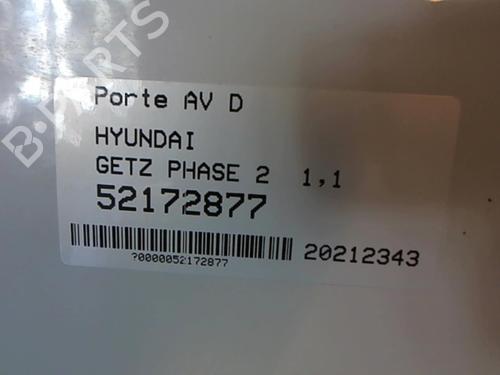 B-PARTS
Porte AV D
HYUNDAI
GETZ PHASE 2 1,1
52172877
20212343
?0000052172877